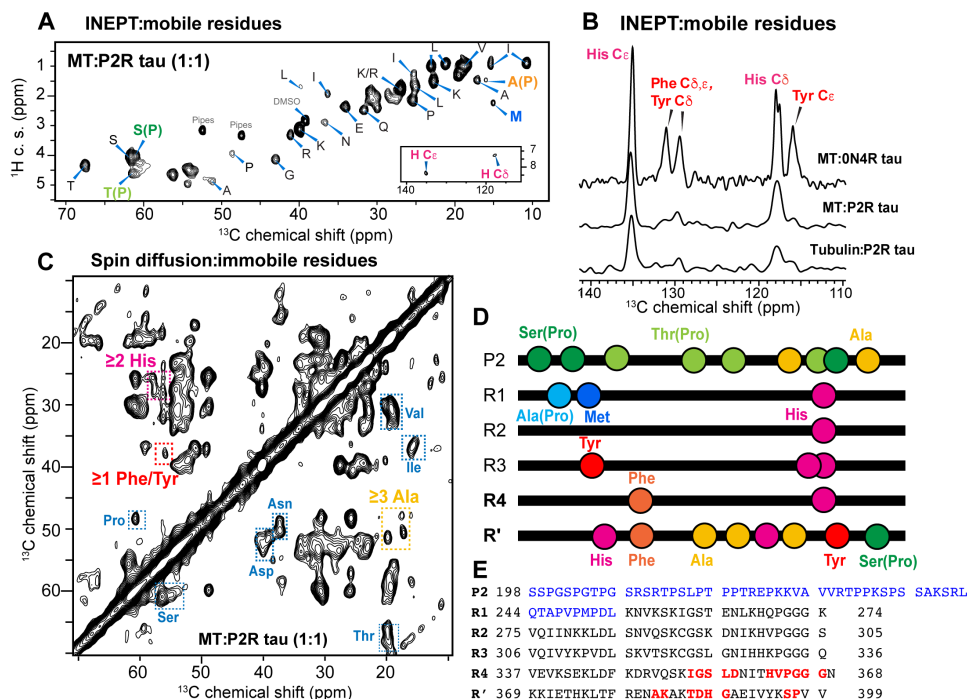 A INEPT:mobile residues
MT:P2R tau (1:1)
V
L
I
I
L
K/R
I
A(P)
DMSO
A
L
K
Pipes
Pipes
P
M
E
Q
N
K
R
S(P)
S
P
G
T
T(P)
A
H Cε
H Cδ
7
8
140
120
1
2
3
4
5
¹H c. s. (ppm)
70 60 50 40 30 20 10
¹³C chemical shift (ppm)
B INEPT:mobile residues
His Cε
Phe Cδ,ε,
Tyr Cδ
His Cδ
Tyr Cε
MT:0N4R tau
MT:P2R tau
Tubulin:P2R tau
140 130 120 110
¹³C chemical shift (ppm)
C Spin diffusion:immobile residues
≥2 His
Val
Ile
≥1 Phe/Tyr
Asn
≥3 Ala
Pro
Asp
Ser
Thr
MT:P2R tau (1:1)
20
30
40
50
60
¹³C chemical shift (ppm)
60 40 20
¹³C chemical shift (ppm)
D
Ser(Pro)
Thr(Pro)
Ala
P2
R1
Ala(Pro)
Met
His
R2
Tyr
R3
Phe
R4
R'
His
Phe
Ala
Tyr
Ser(Pro)
E
P2 198 SSPGSPGTPG SRSRTPSLPT PPTREPKKVA VVRTPPKSPS SAKSRL
R1 244 QTAPVPMPDL KNVKSKIGST ENLKHQPGGG K 274
R2 275 VQIINKKLDL SNVQSKCGSK DNIKHVPGGG S 305
R3 306 VQIVYKPVDL SKVTSKCGSL GNIHHKPGGG Q 336
R4 337 VEVKSEKLDF KDRVQSKIGSLD NITHVPGG GN 368
R' 369 KKIETHKLTF RENAKAKTDH GAEIVYKSP V 399